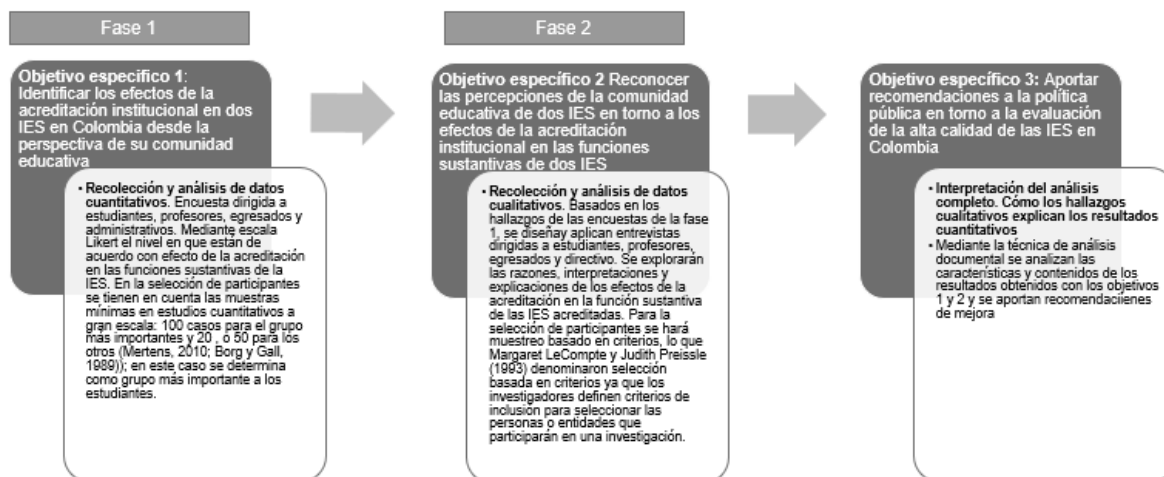 Fase 1
Objetivo especifico 1:
Identificar los efectos de la
acreditación institucional en dos
IES en Colombia desde la
perspectiva de su comunidad
educativa
• Recolección y análisis de datos
cuantitativos. Encuesta dirigida a
estudiantes, profesores, egresados y
administrativos. Mediante escala
Likert el nivel en que están de
acuerdo con efecto de la acreditación
en las funciones sustantivas de la
IES. En la selección de participantes
se tienen en cuenta las muestras
mínimas en estudios cuantitativos a
gran escala: 100 casos para el grupo
más importantes y 20 , o 50 para los
otros (Mertens, 2010; Borg y Gall,
1989)); en este caso se determina
como grupo más importante a los
estudiantes.
Fase 2
Objetivo específico 2 Reconocer
las percepciones de la comunidad
educativa de dos IES en torno a los
efectos de la acreditación
institucional en las funciones
sustantivas de dos IES
• Recolección y análisis de datos
cualitativos. Basados en los
hallazgos de las encuestas de la fase
1, se diseñay aplican entrevistas
dirigidas a estudiantes, profesores,
egresados y directivo. Se explorarán
las razones, interpretaciones y
explicaciones de los efectos de la
acreditación en la función sustantiva
de las IES acreditadas. Para la
selección de participantes se hará
muestreo basado en criterios, lo que
Margaret LeCompte y Judith Preissle
(1993) denominaron selección
basada en criterios ya que los
investigadores definen criterios de
inclusión para seleccionar las
personas o entidades que
participarán en una investigación.
Objetivo específico 3: Aportar
recomendaciones a la política
pública en torno a la evaluación
de la alta calidad de las IES en
Colombia
• Interpretación del análisis
completo. Cómo los hallazgos
cualitativos explican los resultados
cuantitativos
• Mediante la técnica de análisis
documental se analizan las
características y contenidos de los
resultados obtenidos con los objetivos
1 y 2 y se aportan recomendaciienes
de mejora